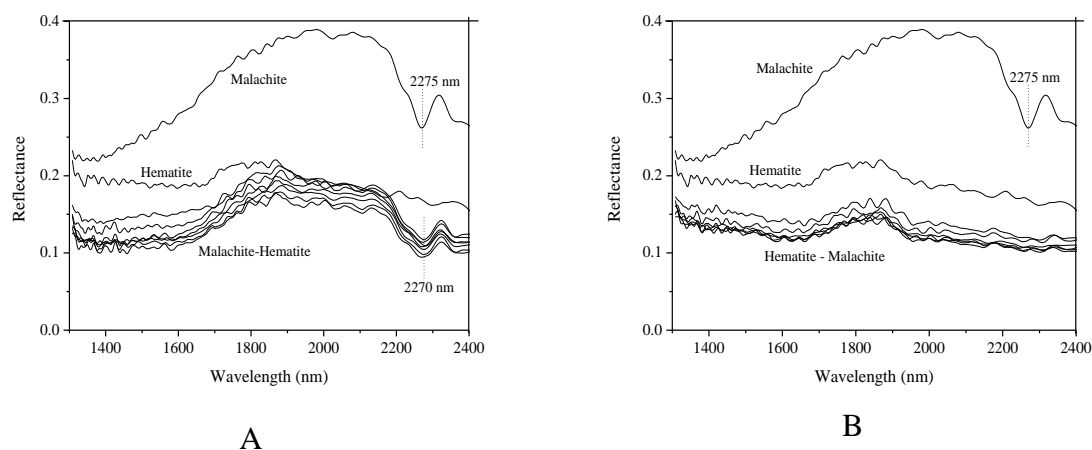 0.4
0.3
0.2
0.1
0.0
Reflectance
1400 1600 1800 2000 2200 2400
Wavelength (nm)
Malachite
2275 nm
Hematite
Malachite-Hematite
2270 nm
A
0.4
0.3
0.2
0.1
0.0
Reflectance
1400 1600 1800 2000 2200 2400
Wavelength (nm)
Malachite
2275 nm
Hematite
Hematite - Malachite
B